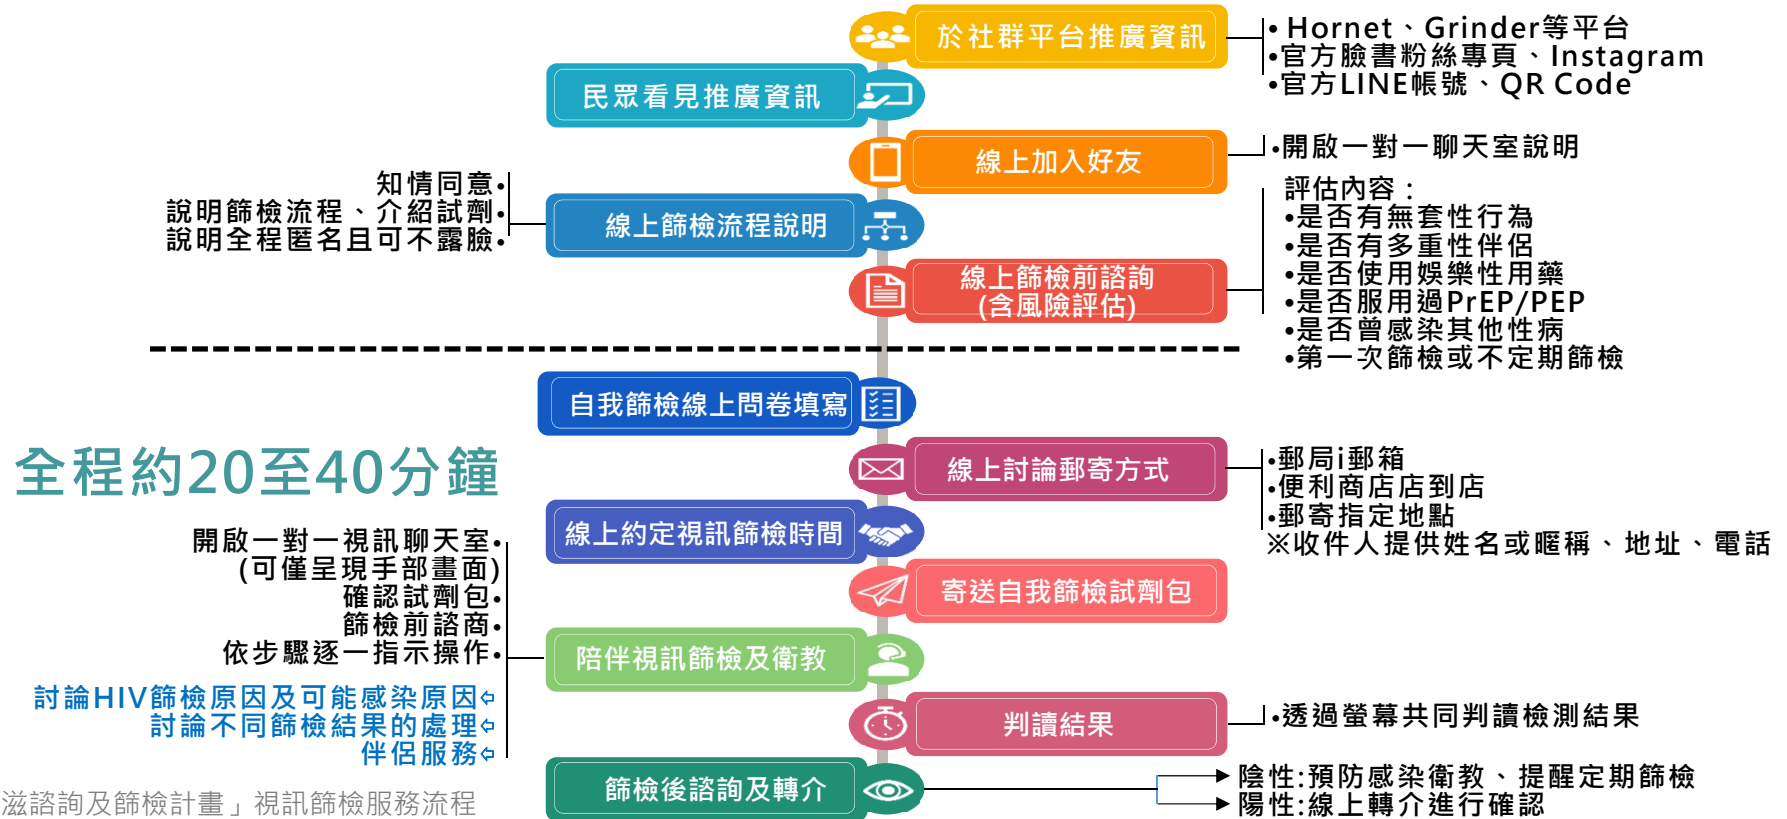 於社群平台推廣資訊
• Hornet、Grinder等平台
•官方臉書粉絲專頁、Instagram
•官方LINE帳號、QR Code
民眾看見推廣資訊
線上加入好友
•開啟一對一聊天室說明
知情同意•
說明篩檢流程、介紹試劑•
說明全程匿名且可不露臉•
線上篩檢流程說明
線上篩檢前諮詢
(含風險評估)
評估內容：
•是否有無套性行為
•是否有多重性伴侶
•是否使用娛樂性用藥
•是否服用過PrEP/PEP
•是否曾感染其他性病
•第一次篩檢或不定期篩檢
自我篩檢線上問卷填寫
全程約20至40分鐘
線上討論郵寄方式
•郵局i郵箱
•便利商店店到店
•郵寄指定地點
※收件人提供姓名或暱稱、地址、電話
線上約定視訊篩檢時間
寄送自我篩檢試劑包
開啟一對一視訊聊天室•
(可僅呈現手部畫面)
確認試劑包•
篩檢前諮商•
依步驟逐一指示操作•
討論HIV篩檢原因及可能感染原因⇦
討論不同篩檢結果的處理⇦
伴侶服務⇦
陪伴視訊篩檢及衛教
判讀結果
•透過螢幕共同判讀檢測結果
篩檢後諮詢及轉介
陰性:預防感染衛教、提醒定期篩檢
陽性:線上轉介進行確認
滋諮詢及篩檢計畫」視訊篩檢服務流程